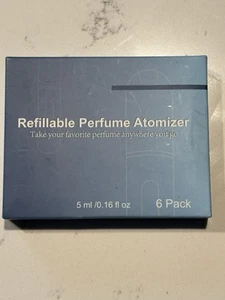 Refillable Perfume Atomizer
Take your favorite perfume anywhere you go
5 ml /0.16 fl oz
6 Pack